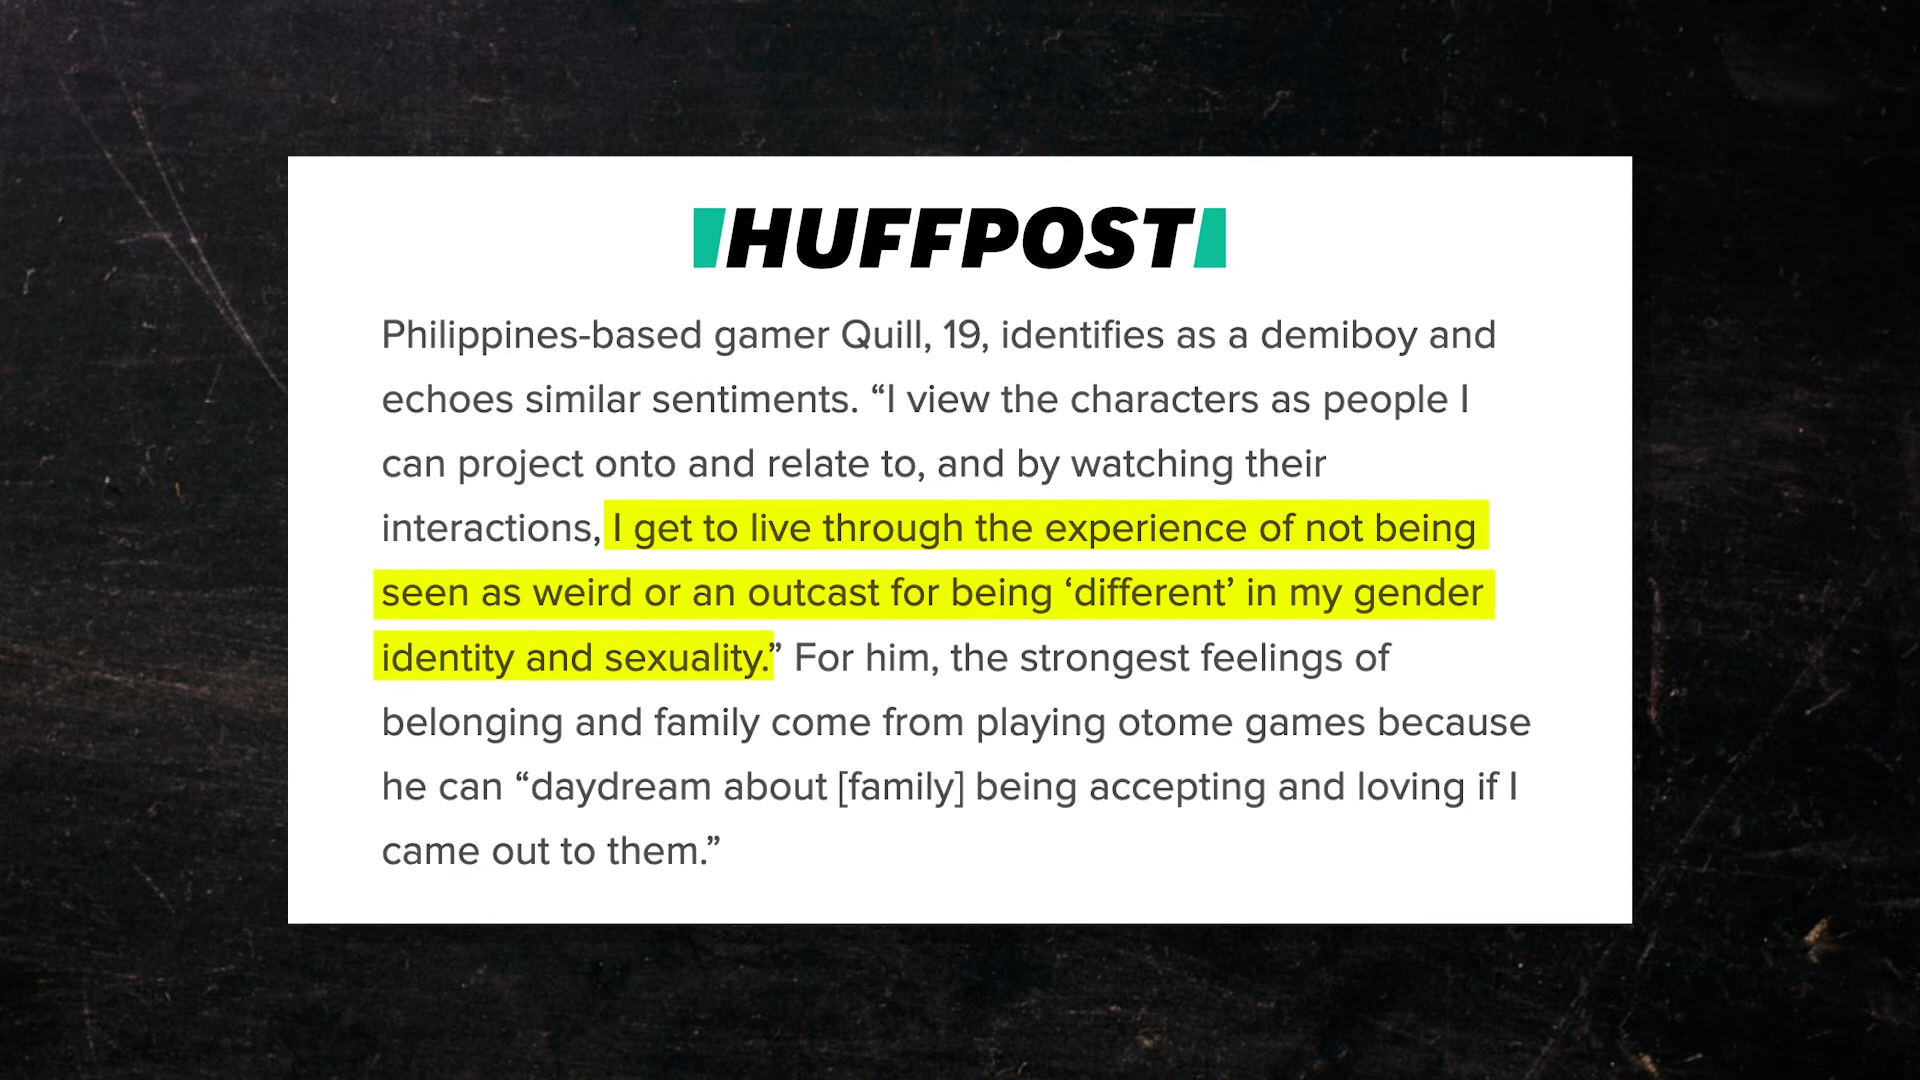 HUFFPOST
Philippines-based gamer Quill, 19, identifies as a demiboy and
echoes similar sentiments. “I view the characters as people I
can project onto and relate to, and by watching their
interactions, I get to live through the experience of not being
seen as weird or an outcast for being ‘different’ in my gender
identity and sexuality.” For him, the strongest feelings of
belonging and family come from playing otome games because
he can “daydream about [family] being accepting and loving if I
came out to them.”